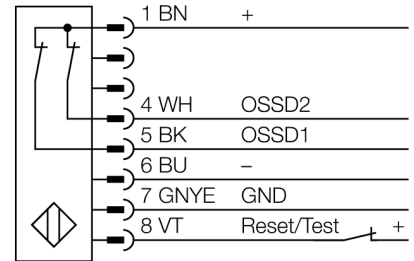 1 BN +
4 WH OSSD2
5 BK OSSD1
6 BU –
7 GNYE GND
8 VT Reset/Test +